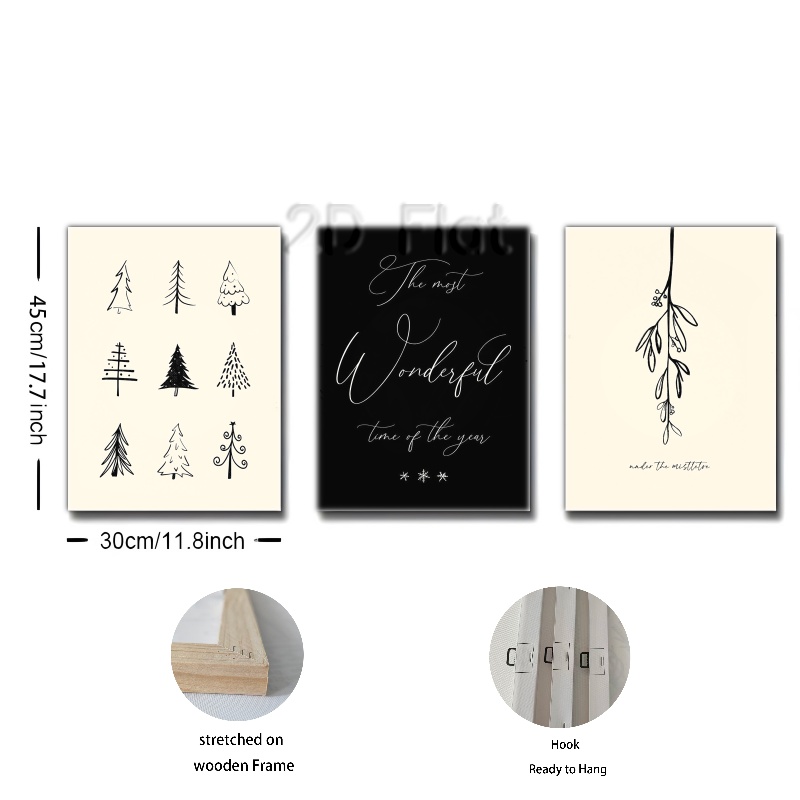 2D Flat
The most
Wonderful
time of the year
under the mistletoe
45cm/17.7inch
30cm/11.8inch
stretched on
wooden Frame
Hook
Ready to Hang